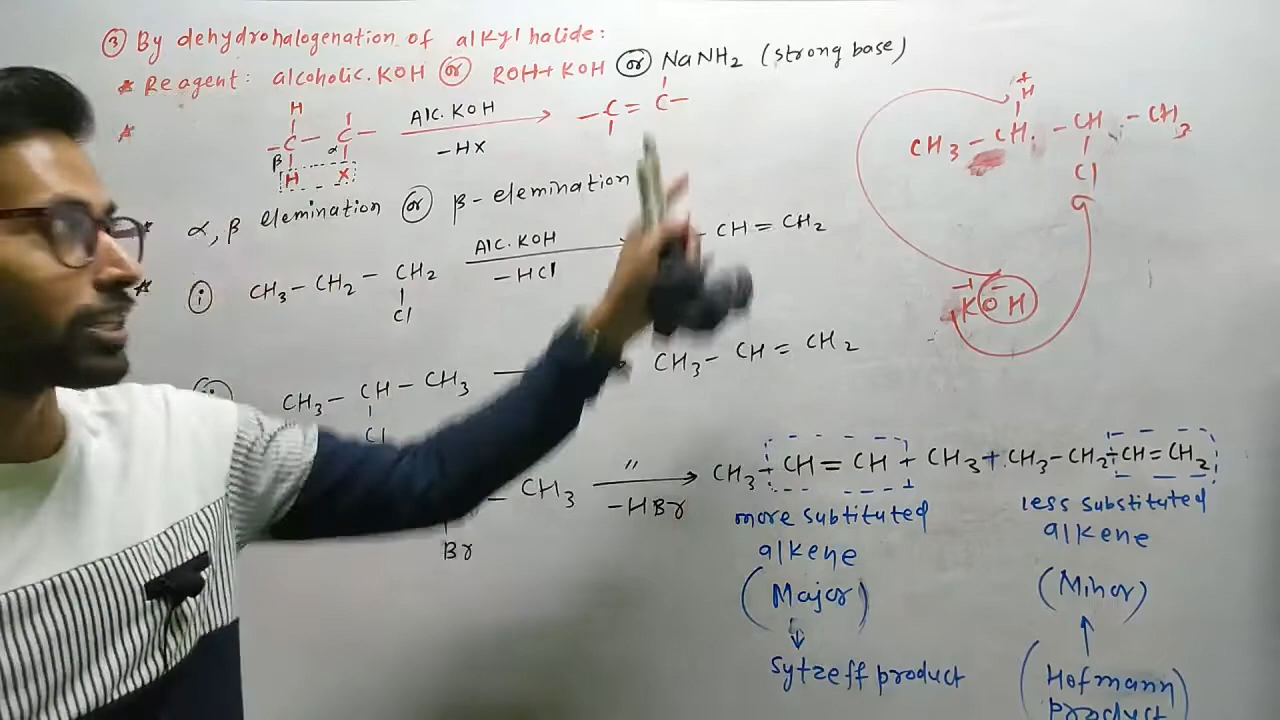 ③ By dehydrohalogenation of alkyl halide:
* Reagent: alcoholic.KOH or ROH+KOH or NaNH2 (strong base)
H
* -C-C- Alc.KOH -C=C-
β α -HX
H X
α, β elemination or β-elemination
* ⓘ CH3-CH2-CH2 Alc.KOH CH=CH2
-HCl
Cl
CH3-CH-CH3 CH3-CH=CH2
Cl
-CH3 " CH3-CH=CH-CH3 + CH3-CH2-CH=CH2
-HBr
Br
more subtituted
alkene
(Major)
↓
Sytzeff product
less substituted
alkene
(Minor)
↑
(Hofmann
product
+
H
CH3-CH-CH-CH3
Cl
KOH